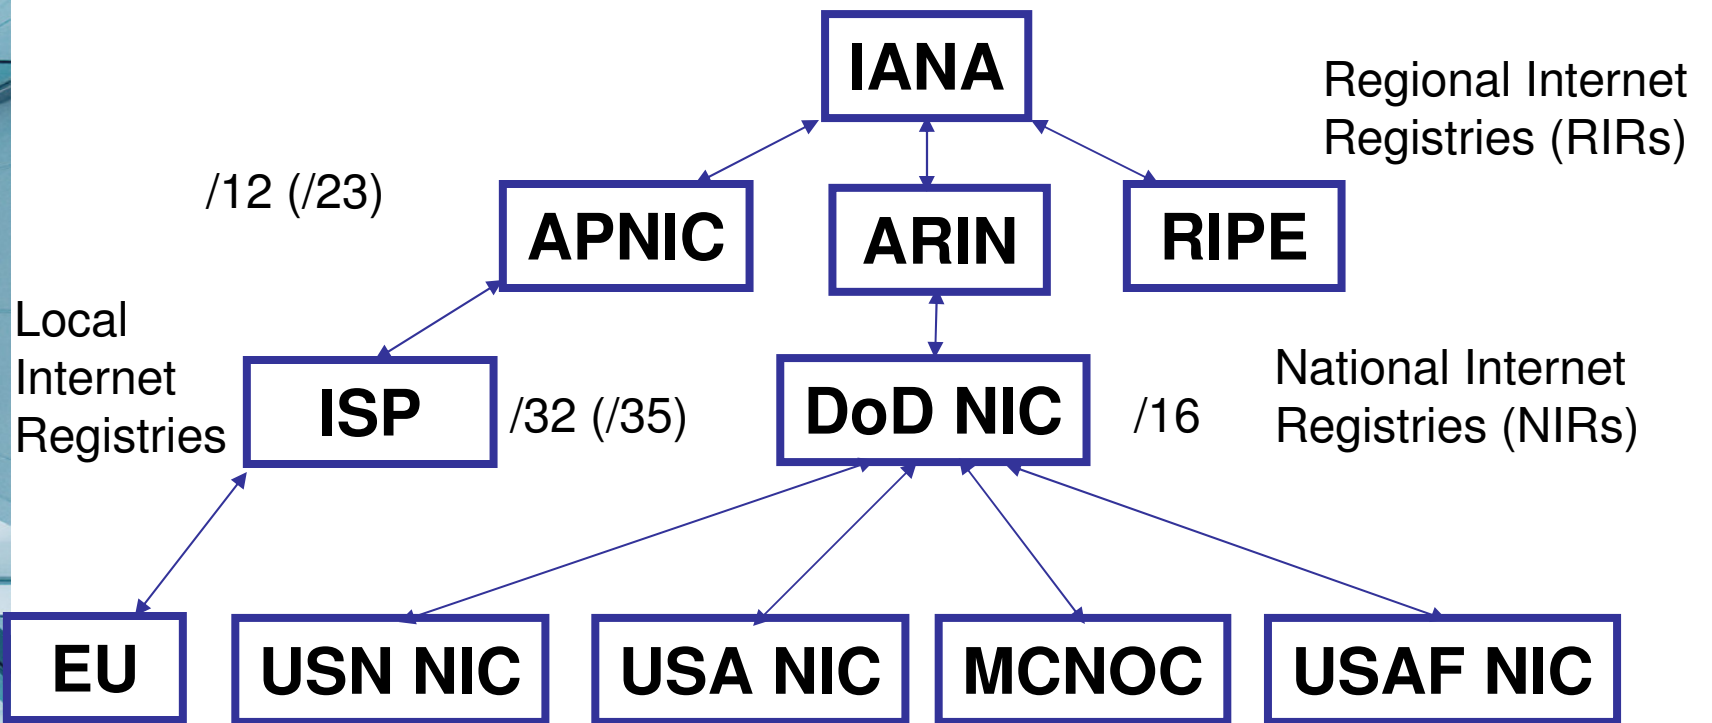 IANA
Regional Internet
Registries (RIRs)
/12 (/23)
APNIC
ARIN
RIPE
Local
Internet
Registries
ISP
/32 (/35)
DoD NIC
/16
National Internet
Registries (NIRs)
EU
USN NIC
USA NIC
MCNOC
USAF NIC